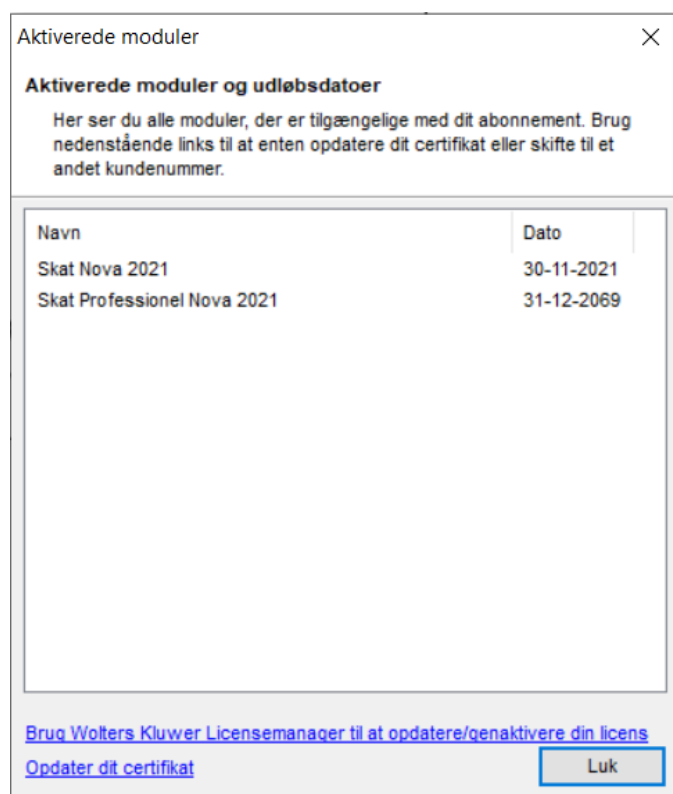 Aktiverede moduler
Aktiverede moduler og udløbsdatoer
Her ser du alle moduler, der er tilgængelige med dit abonnement. Brug
nedenstående links til at enten opdatere dit certifikat eller skifte til et
andet kundenummer.
Navn Dato
Skat Nova 2021 30-11-2021
Skat Professionel Nova 2021 31-12-2069
Brug Wolters Kluwer Licensemanager til at opdatere/genaktivere din licens
Opdater dit certifikat Luk